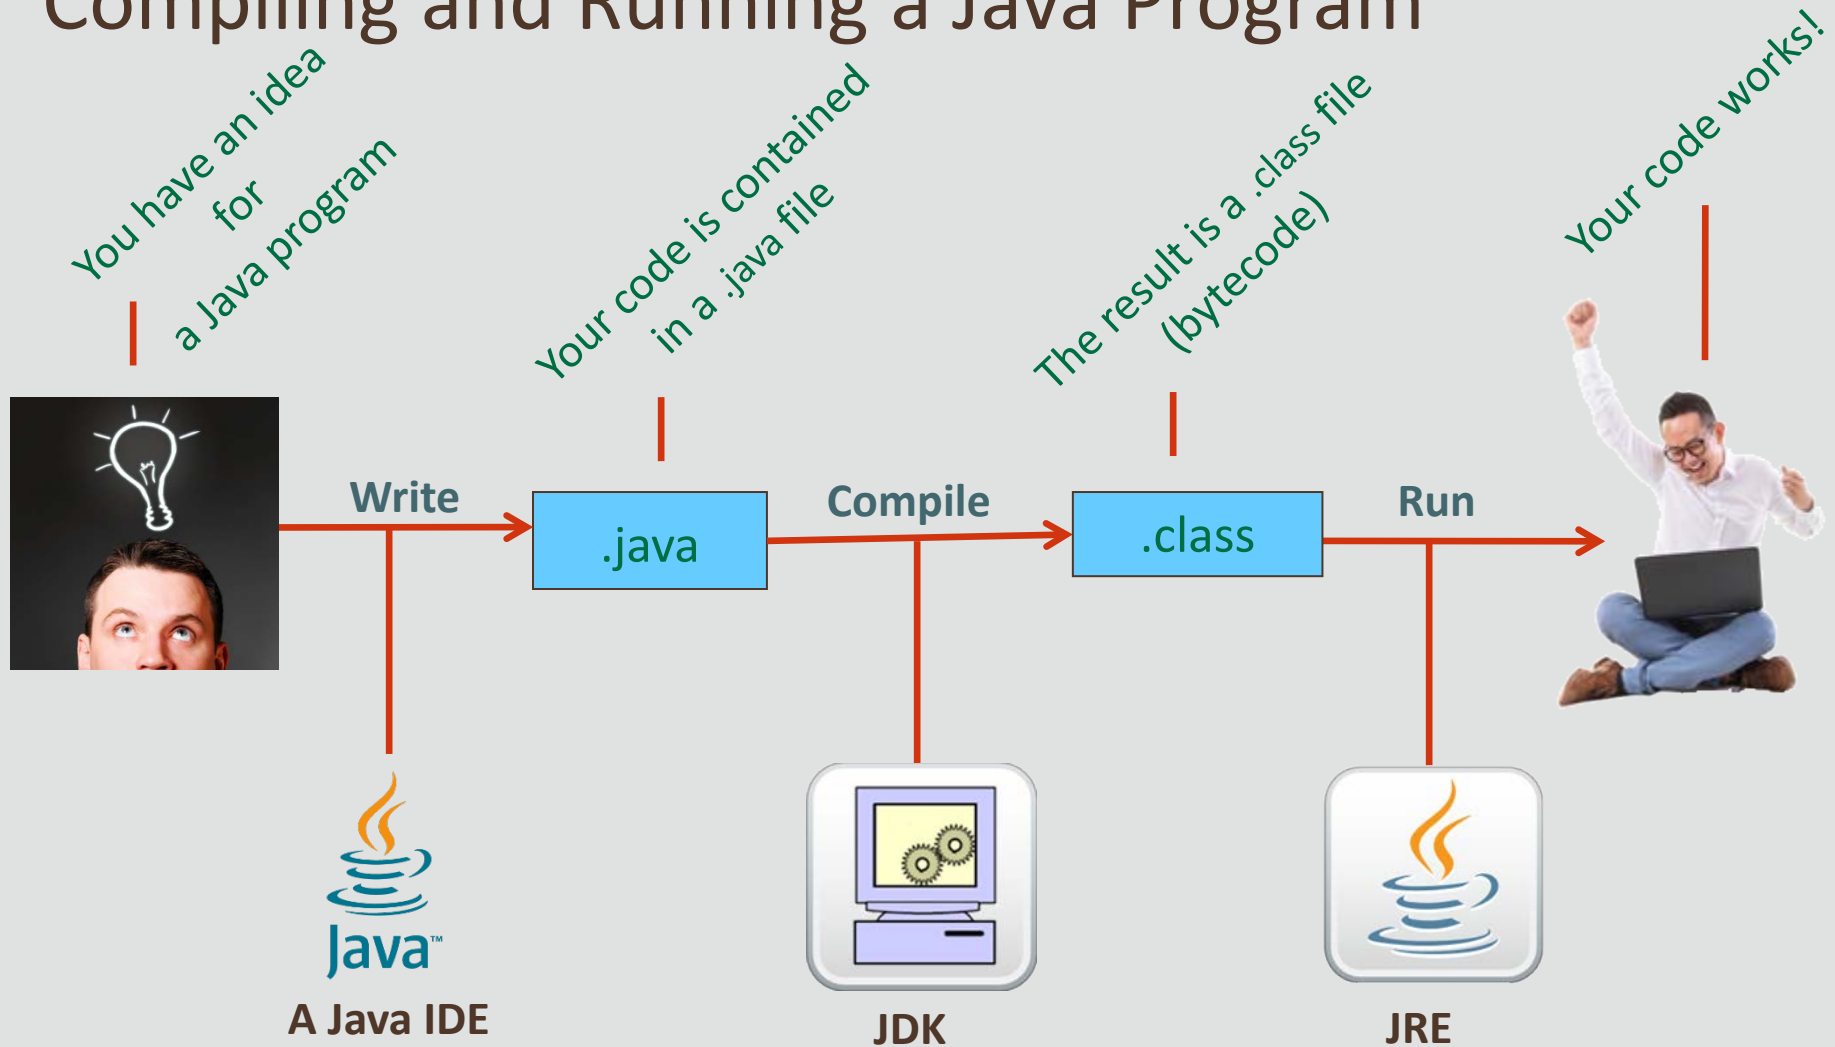 Compiling and Running a Java Program
You have an idea
for
a Java program
Your code is contained
in a .java file
The result is a .class file
(bytecode)
Your code works!
Write
.java
Compile
.class
Run
Java™
A Java IDE
JDK
JRE